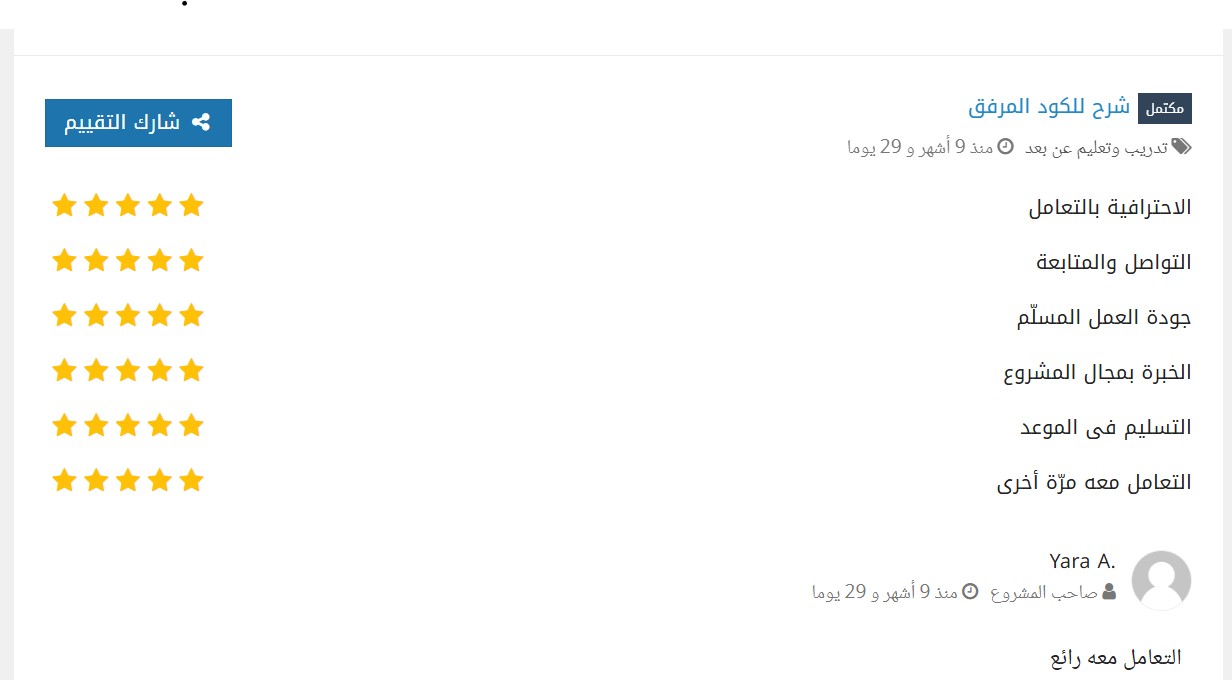 مكتمل شرح للكود المرفق
شارك التقييم
تدريب وتعليم عن بعد منذ 9 أشهر و 29 يوما
الاحترافية بالتعامل
التواصل والمتابعة
جودة العمل المسلّم
الخبرة بمجال المشروع
التسليم فى الموعد
التعامل معه مرّة أخرى
Yara A.
صاحب المشروع منذ 9 أشهر و 29 يوما
التعامل معه رائع